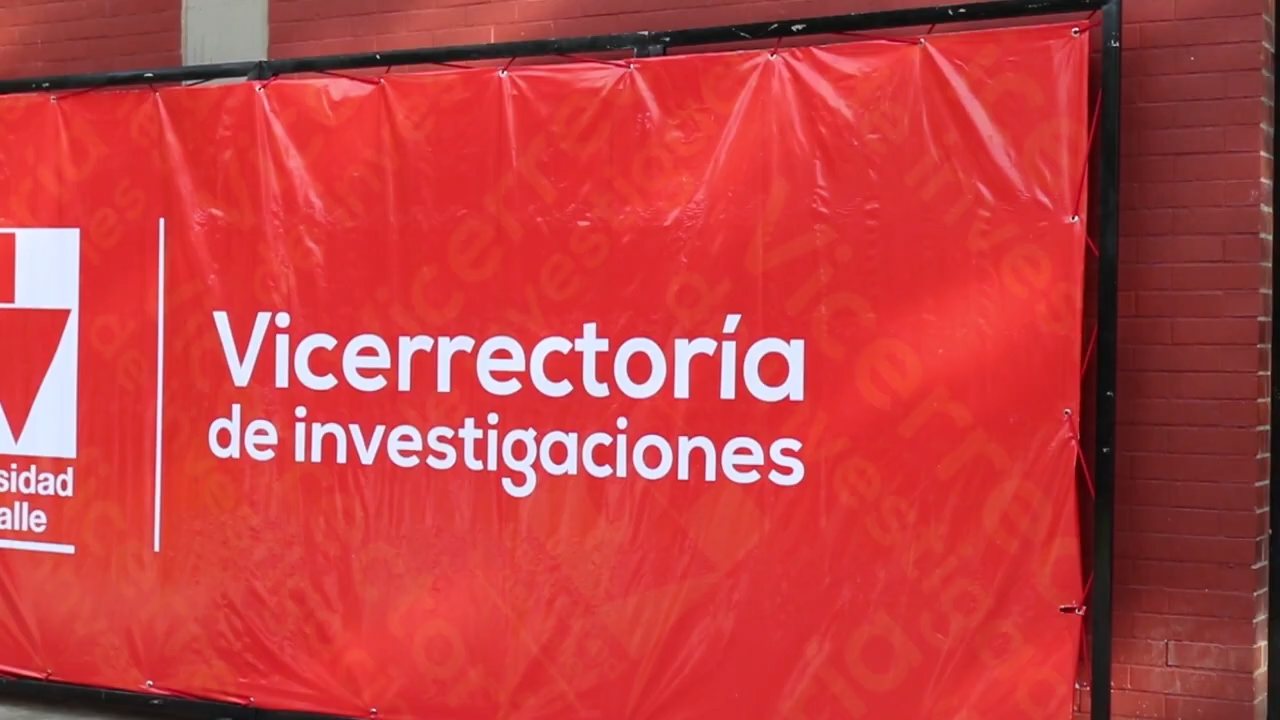 Vicerrectoría
de investigaciones
sidad
alle